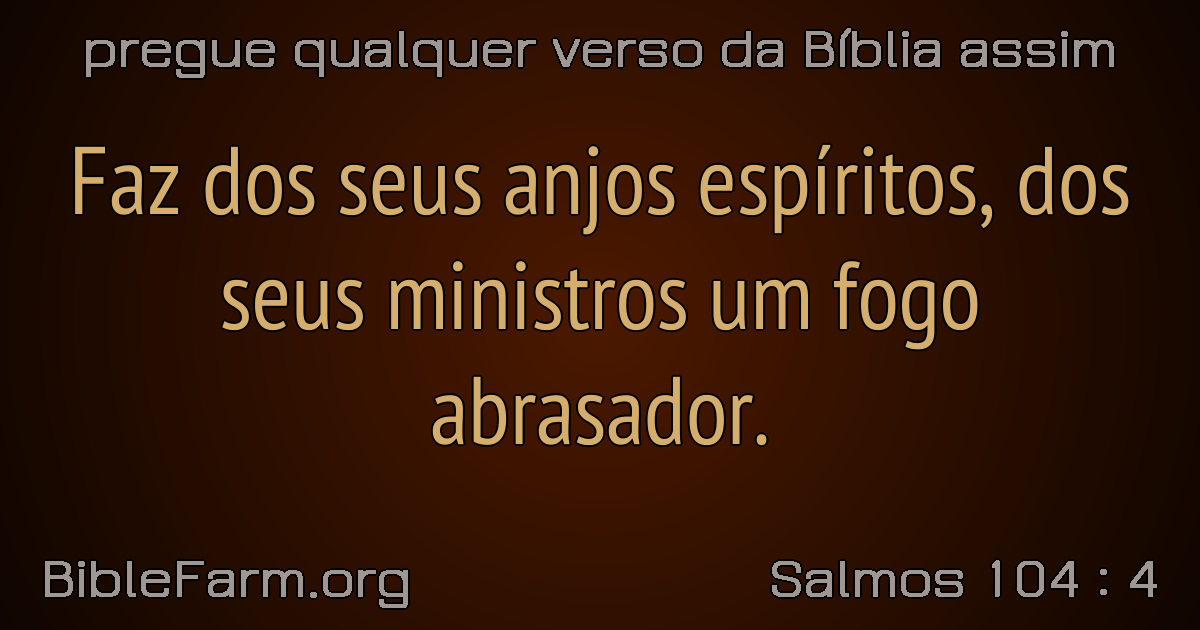 pregue qualquer verso da Bíblia assim
Faz dos seus anjos espíritos, dos
seus ministros um fogo
abrasador.
BibleFarm.org
Salmos 104 : 4